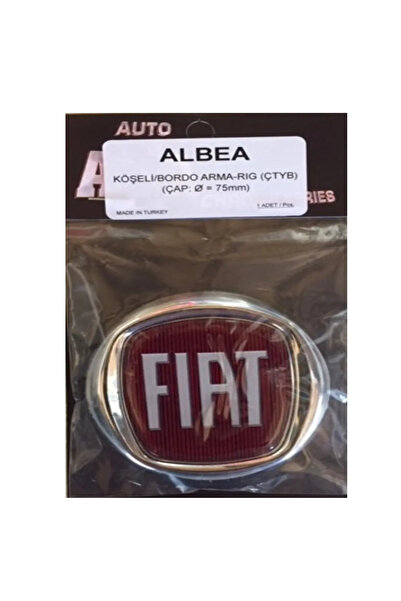 AUTO
ALBEA
KÖŞELİ/BORDO ARMA-RIG (ÇTYB)
(ÇAP: Ø = 75mm)
MADE IN TURKEY
1 ADET / Pcs.
FIAT